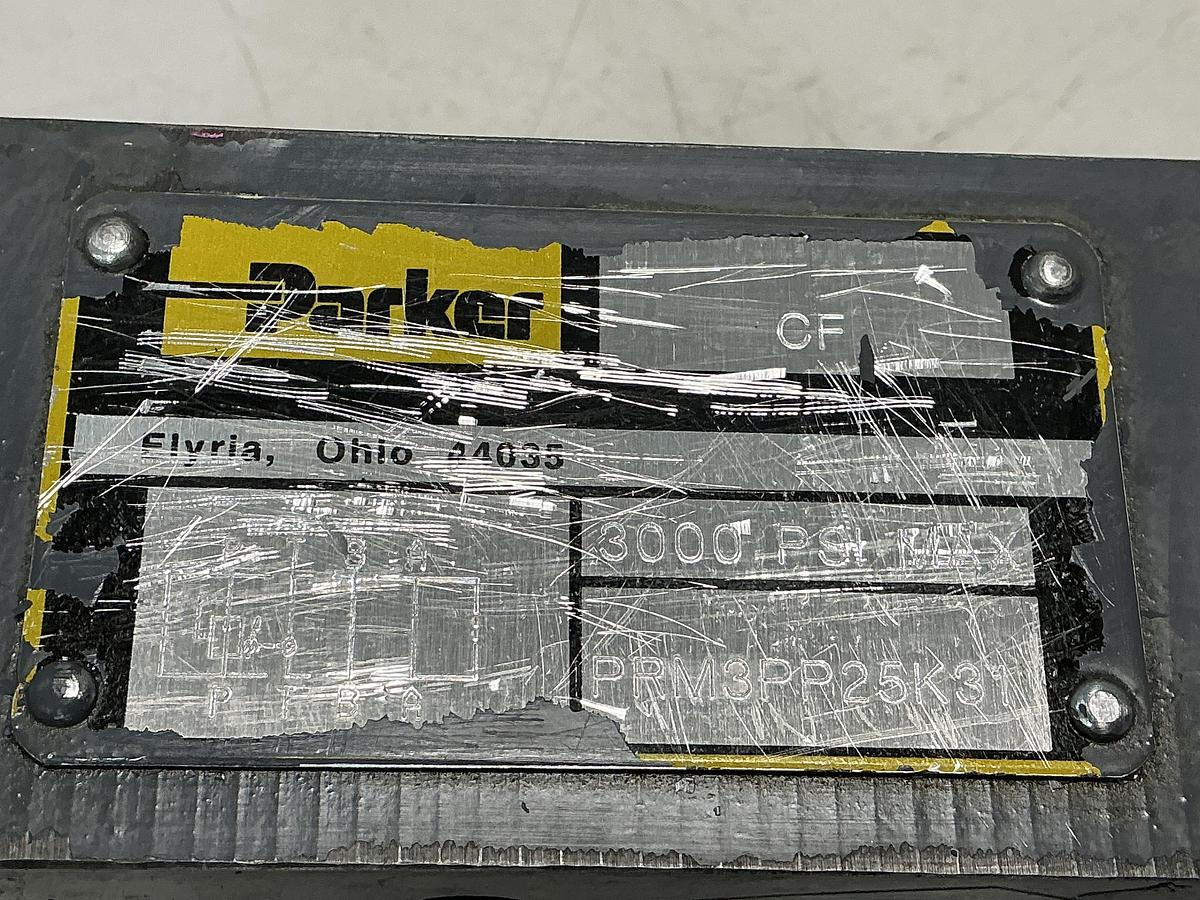 Parker
CF
Elyria, Ohio 44035
3000 PSI MAX
P T B A
PRM3PP25K31
P T B A